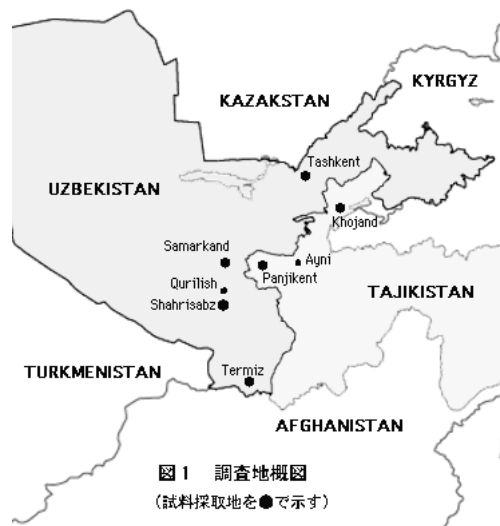 KYRGYZ
KAZAKSTAN
Tashkent
UZBEKISTAN
Khojand
Samarkand
Ayni
Panjikent
Qurilish
TAJIKISTAN
Shahrisabz
TURKMENISTAN
Termiz
AFGHANISTAN
図1 調査地概図
(試料採取地を●で示す)